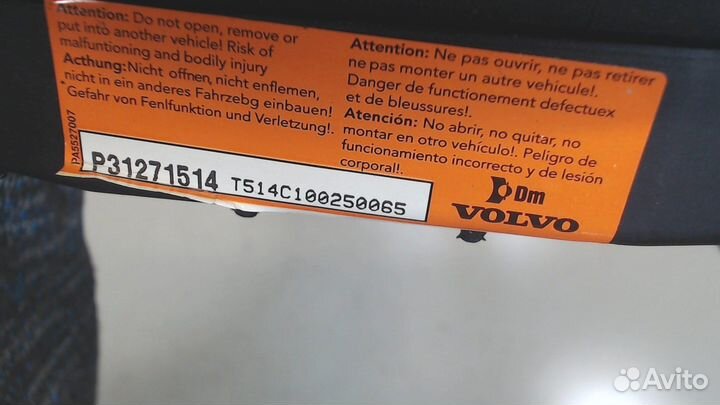 Attention: Do not open, remove or
put into another vehicle! Risk of
malfuntioning and bodily injury
Acthung:Nicht offnen, nicht enflemen,
nicht in ein anderes Fahrzebg einbauen!
Gefahr von Fenlfunktion und Verletzung!.
Attention: Ne pas ouvrir, ne pas retirer
ne pas monter un autre vehicule!.
Danger de functionement defectuex
et de bleussures!.
Atención: No abrir, no quitar, no
montar en otro vehículo!. Peligro de
funcionamiento incorrecto y de lesión
corporal!.
PA5527007
P31271514 T514C100250065
Dm
VOLVO
Avito